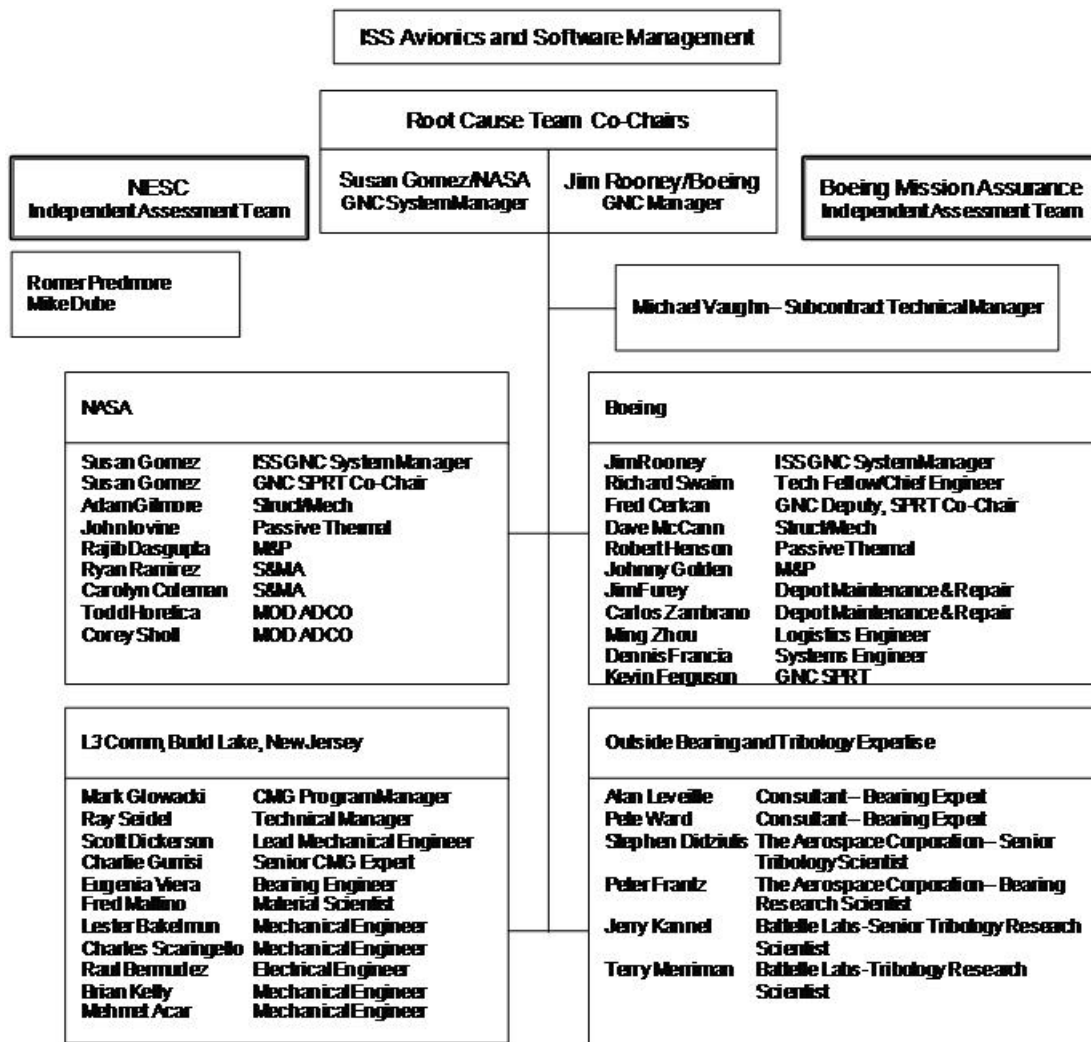 ISS Avionics and Software Management
Root Cause Team Co-Chairs
Susan Gomez/NASA
GNC System Manager
Jim Rooney/Boeing
GNC Manager
NESC
Independent Assessment Team
Boeing Mission Assurance
Independent Assessment Team
Romer Predmore
Mike Dube
Michael Vaughn – Subcontract Technical Manager
NASA
Susan Gomez ISS GNC System Manager
Susan Gomez GNC SPRT Co-Chair
Adam Gilmore Struct/Mech
John Iovine Passive Thermal
Rajib Dasgupta M&P
Ryan Ramirez S&MA
Carolyn Coleman S&MA
Todd Horelica MOD ADCO
Corey Sholl MOD ADCO
Boeing
Jim Rooney ISS GNC System Manager
Richard Swaim Tech Fellow/Chief Engineer
Fred Cerkan GNC Deputy, SPRT Co-Chair
Dave McCann Struct/Mech
Robert Henson Passive Thermal
Johnny Golden M&P
Jim Furey Depot Maintenance & Repair
Carlos Zambrano Depot Maintenance & Repair
Ming Zhou Logistics Engineer
Dennis Francia Systems Engineer
Kevin Ferguson GNC SPRT
L3 Comm, Budd Lake, New Jersey
Mark Glowacki CMG Program Manager
Ray Seidel Technical Manager
Scott Dickerson Lead Mechanical Engineer
Charlie Gurrisi Senior CMG Expert
Eugenia Viera Bearing Engineer
Fred Maltino Material Scientist
Lester Bakelmun Mechanical Engineer
Charles Scaringello Mechanical Engineer
Raul Bermudez Electrical Engineer
Brian Kelly Mechanical Engineer
Mehmet Acar Mechanical Engineer
Outside Bearing and Tribology Expertise
Alan Leveille Consultant – Bearing Expert
Pete Ward Consultant – Bearing Expert
Stephen Didziulis The Aerospace Corporation – Senior
Tribology Scientist
Peter Frantz The Aerospace Corporation – Bearing
Research Scientist
Jerry Kannel Battelle Labs - Senior Tribology Research
Scientist
Terry Merriman Battelle Labs - Tribology Research
Scientist